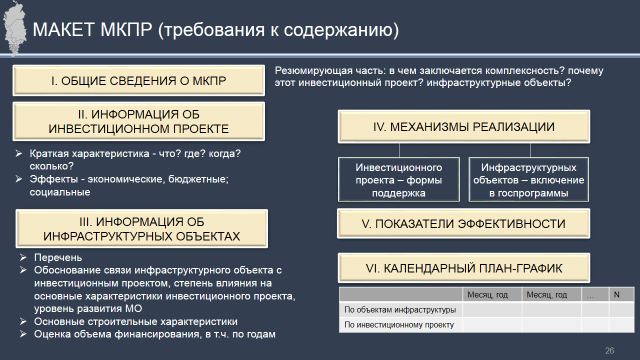 МАКЕТ МКПР (требования к содержанию)
I. ОБЩИЕ СВЕДЕНИЯ О МКПР
Резюмирующая часть: в чем заключается комплексность? почему
этот инвестиционный проект? инфраструктурные объекты?
II. ИНФОРМАЦИЯ ОБ
ИНВЕСТИЦИОННОМ ПРОЕКТЕ
➢ Краткая характеристика - что? где? когда?
сколько?
➢ Эффекты - экономические, бюджетные;
социальные
III. ИНФОРМАЦИЯ ОБ
ИНФРАСТРУКТУРНЫХ ОБЪЕКТАХ
➢ Перечень
➢ Обоснование связи инфраструктурного объекта с
инвестиционным проектом, степень влияния на
основные характеристики инвестиционного проекта,
уровень развития МО
➢ Основные строительные характеристики
➢ Оценка объема финансирования, в т.ч. по годам
IV. МЕХАНИЗМЫ РЕАЛИЗАЦИИ
Инвестиционного
проекта – формы
поддержка
Инфраструктурных
объектов – включение
в госпрограммы
V. ПОКАЗАТЕЛИ ЭФФЕКТИВНОСТИ
VI. КАЛЕНДАРНЫЙ ПЛАН-ГРАФИК
Месяц, год Месяц, год … N
По объектам инфраструктуры
По инвестиционному проекту
26